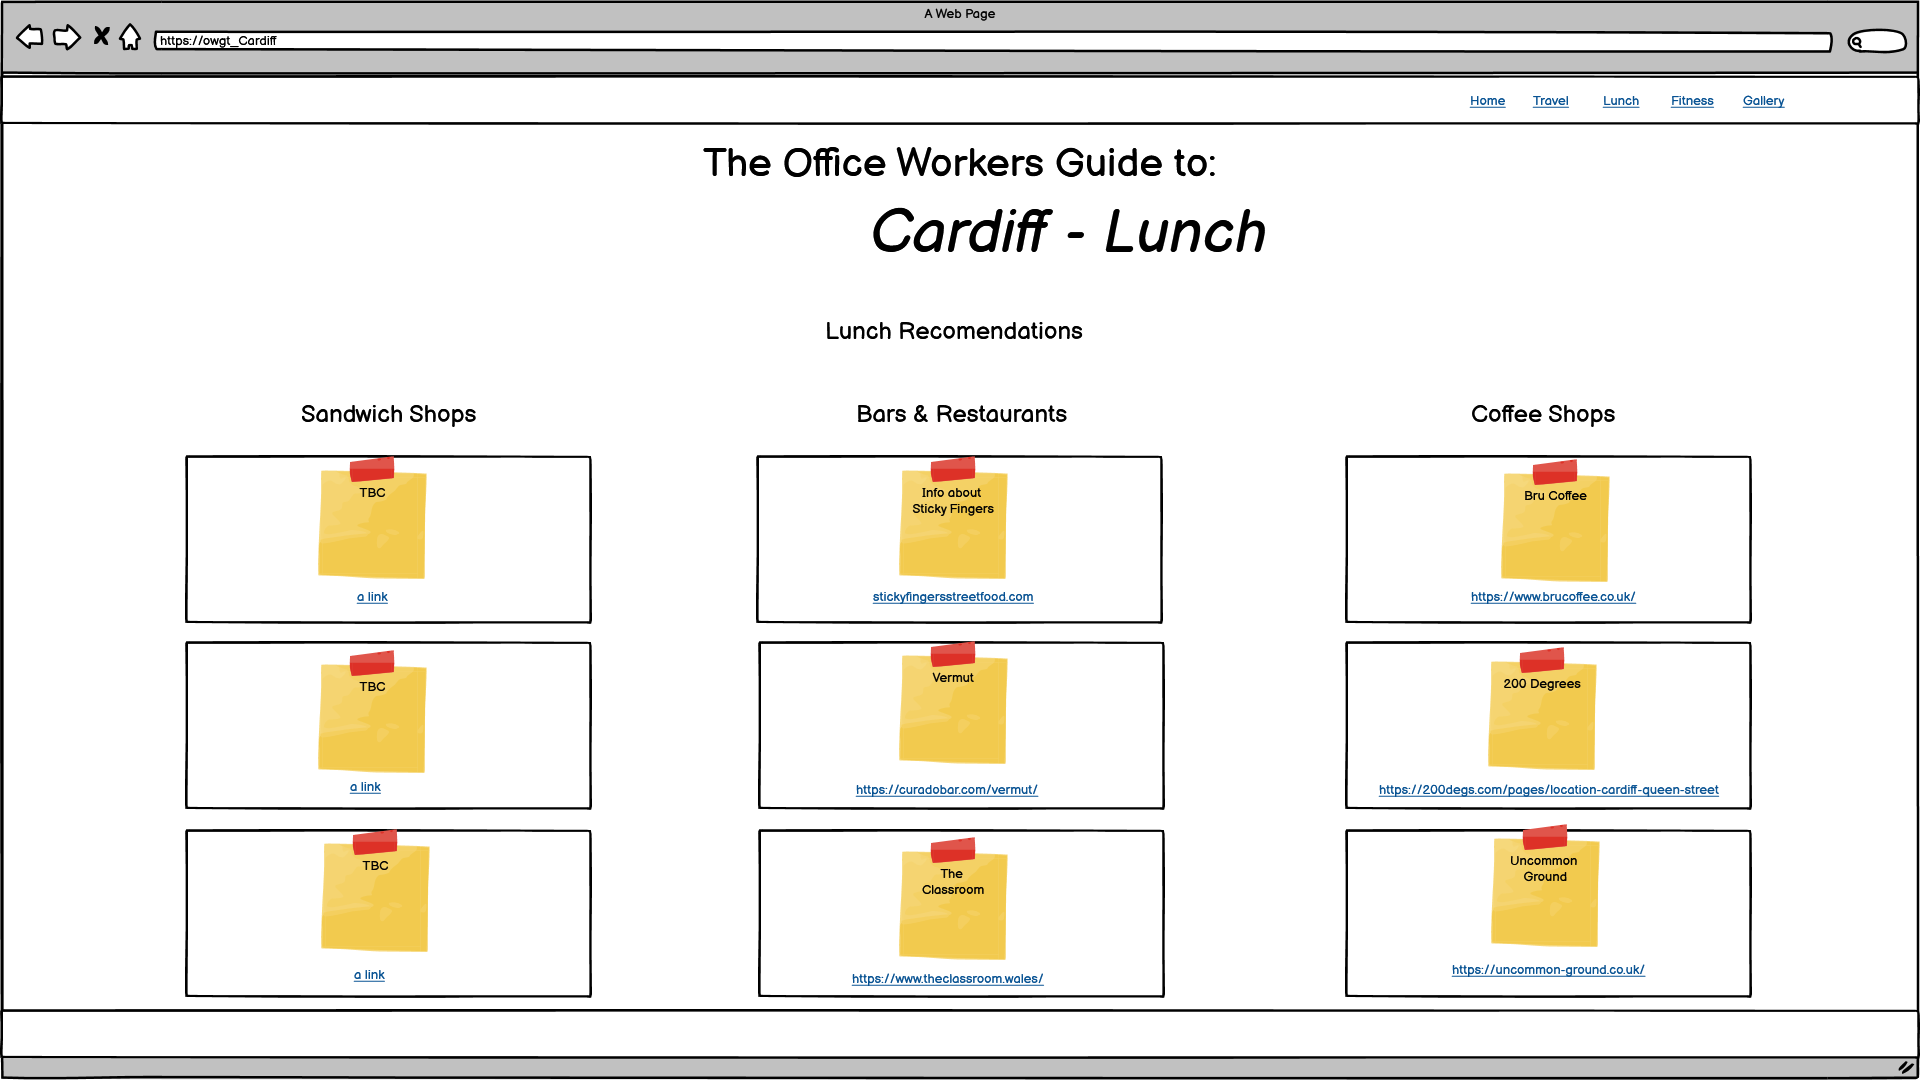 A Web Page
https://owgt_Cardiff
Home Travel Lunch Fitness Gallery
The Office Workers Guide to:
Cardiff - Lunch
Lunch Recomendations
Sandwich Shops
TBC
a link
TBC
a link
TBC
a link
Bars & Restaurants
Info about
Sticky Fingers
stickyfingersstreetfood.com
Vermut
https://curadobar.com/vermut/
The
Classroom
https://www.theclassroom.wales/
Coffee Shops
Bru Coffee
https://www.brucoffee.co.uk/
200 Degrees
https://200degs.com/pages/location-cardiff-queen-street
Uncommon
Ground
https://uncommon-ground.co.uk/